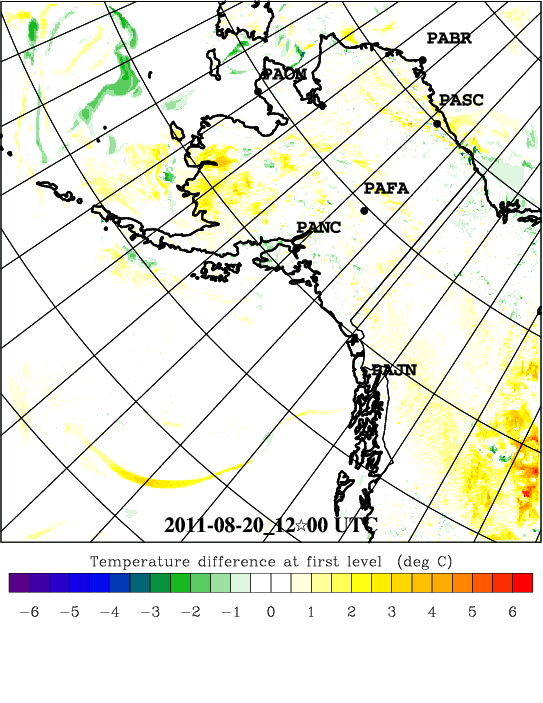 PABR
PAOM
PASC
PAFA
PANC
PAJN
2011-08-20_12☆00 UTC
Temperature difference at first level (deg C)
−6 −5 −4 −3 −2 −1 0 1 2 3 4 5 6